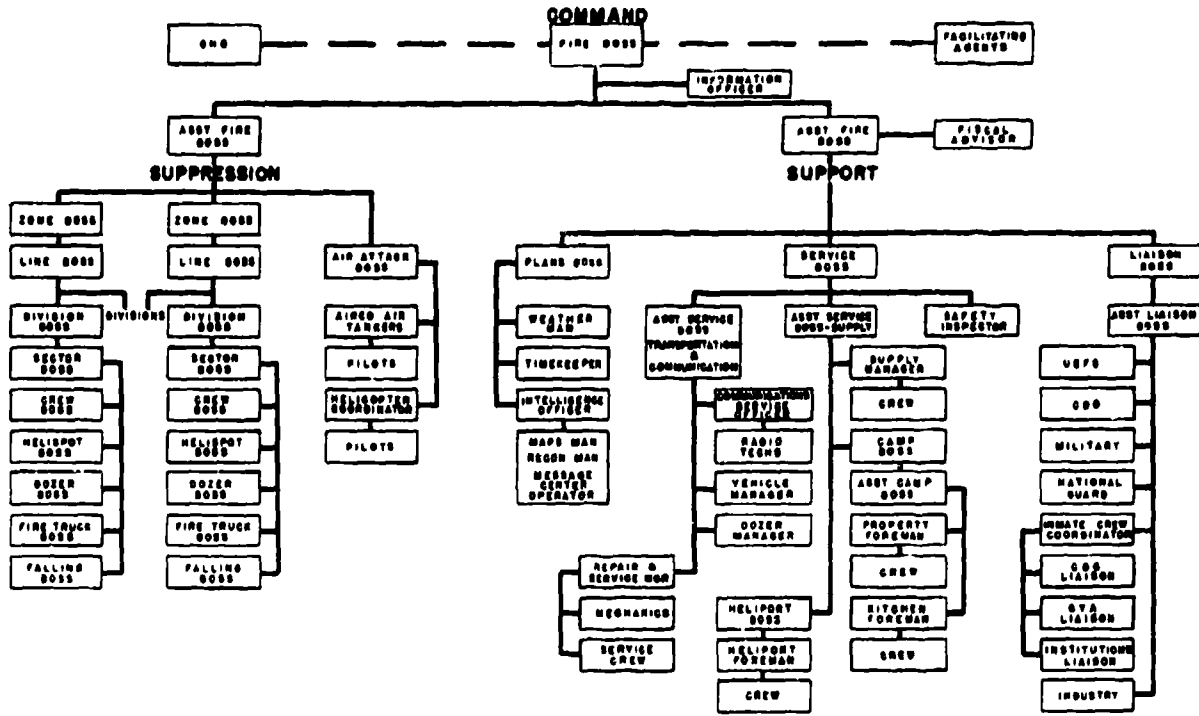 COMMAND
FIRE BOSS
FACILITATING
AGENTS
INFORMATION
OFFICER
ASST FIRE
BOSS
ASST FIRE
BOSS
FISCAL
ADVISOR
SUPPRESSION
SUPPORT
ZONE BOSS
ZONE BOSS
LINE BOSS
LINE BOSS
AIR ATTACK
BOSS
PLANS BOSS
SERVICE
BOSS
LIAISON
BOSS
DIVISION
BOSS
DIVISIONS
DIVISION
BOSS
AIR
TANKERS
WEATHER
MAN
ASST SERVICE
BOSS
TRANSPORTATION
&
COMMUNICATION
ASST SERVICE
BOSS-SUPPLY
SAFETY
INSPECTOR
ASST LIAISON
BOSS
SECTOR
BOSS
SECTOR
BOSS
PILOTS
TIMEKEEPER
SUPPLY
MANAGER
USFS
CREW
BOSS
CREW
BOSS
HELICOPTER
COORDINATOR
INTELLIGENCE
OFFICER
COMMUNICATIONS
SERVICE
OFFICER
CREW
HELISPOT
BOSS
HELISPOT
BOSS
PILOTS
MAPS MAN
RECON MAN
MESSAGE
CENTER
OPERATOR
RADIO
TECHS
CAMP
BOSS
MILITARY
DOZER
BOSS
DOZER
BOSS
VEHICLE
MANAGER
ASST CAMP
BOSS
NATIONAL
GUARD
FIRE TRUCK
BOSS
FIRE TRUCK
BOSS
DOZER
MANAGER
PROPERTY
FOREMAN
INMATE CREW
COORDINATOR
FALLING
BOSS
FALLING
BOSS
REPAIR &
SERVICE MGR
CREW
LIAISON
MECHANICS
HELIPORT
BOSS
KITCHEN
FOREMAN
LIAISON
SERVICE
CREW
HELIPORT
FOREMAN
CREW
INSTITUTIONS
LIAISON
CREW
INDUSTRY